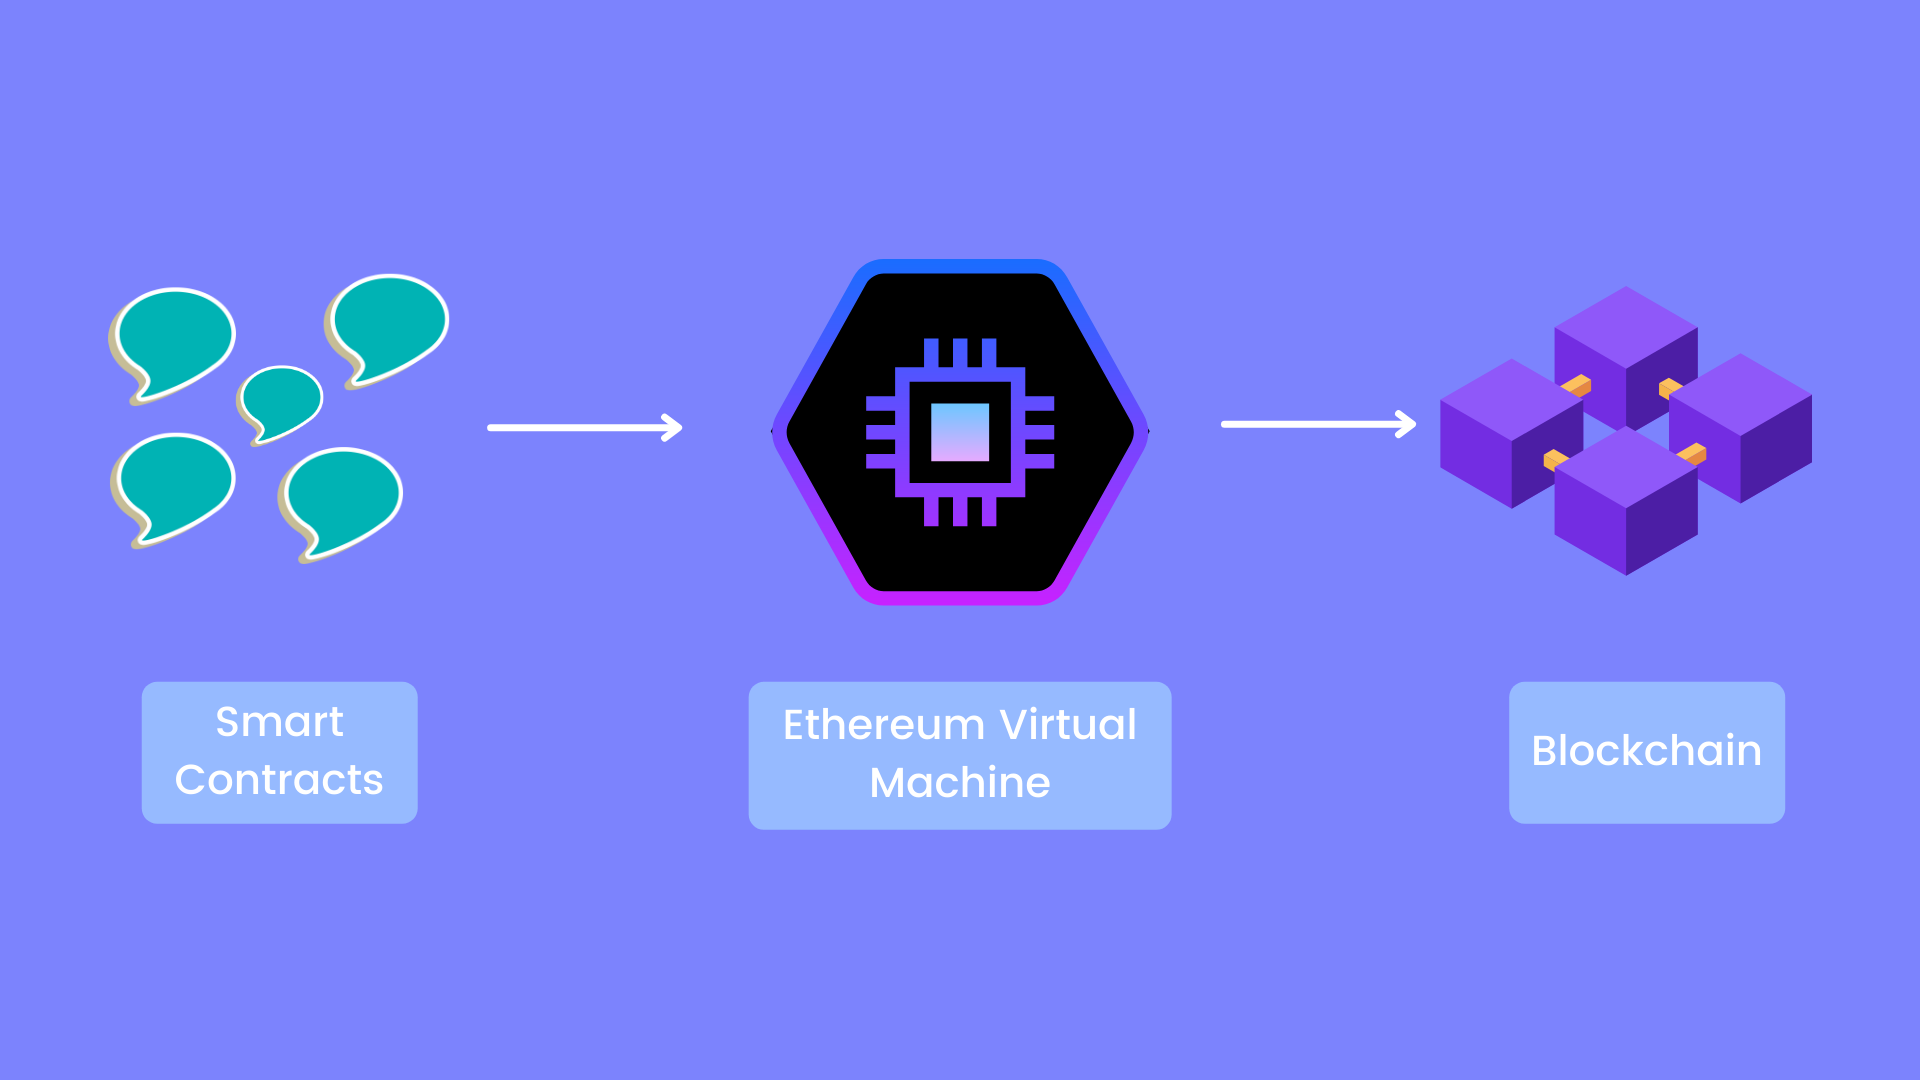 Smart
Contracts
Ethereum Virtual
Machine
Blockchain